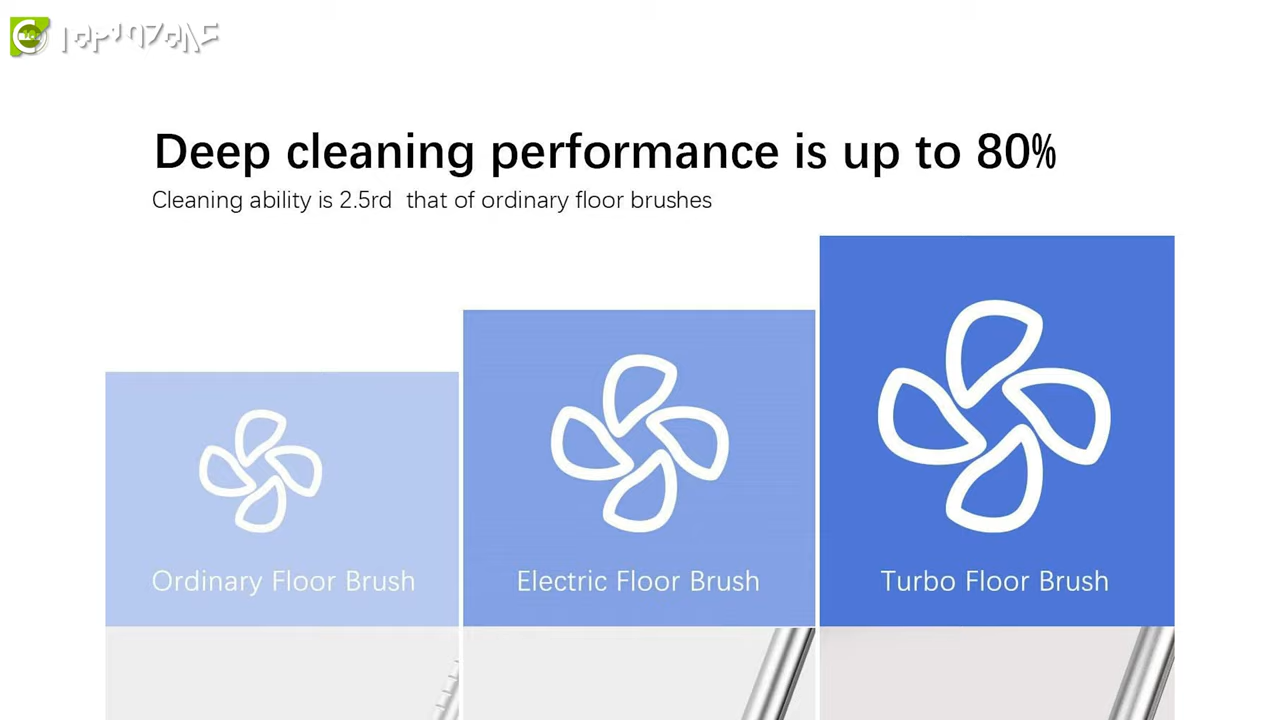 Deep cleaning performance is up to 80%
Cleaning ability is 2.5rd that of ordinary floor brushes
Ordinary Floor Brush
Electric Floor Brush
Turbo Floor Brush